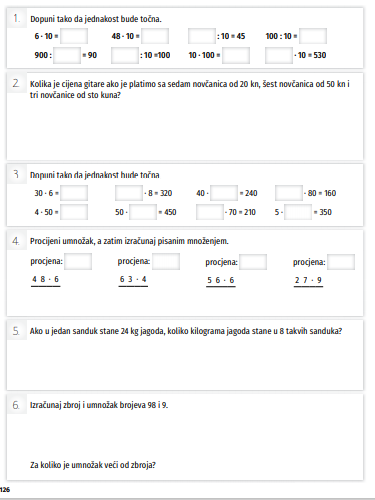 1. Dopuni tako da jednakost bude točna.
6 · 10 = 48 · 10 = : 10 = 45 100 : 10 =
900 : = 90 : 10 =100 10 · 100 = · 10 = 530
2. Kolika je cijena gitare ako je platimo sa sedam novčanica od 20 kn, šest novčanica od 50 kn i
tri novčanice od sto kuna?
3. Dopuni tako da jednakost bude točna
30 · 6 = · 8 = 320 40 · = 240 · 80 = 160
4 · 50 = 50 · = 450 · 70 = 210 5 · = 350
4. Procijeni umnožak, a zatim izračunaj pisanim množenjem.
procjena: procjena: procjena: procjena:
4 8 · 6 6 3 · 4 5 6 · 6 2 7 · 9
5. Ako u jedan sanduk stane 24 kg jagoda, koliko kilograma jagoda stane u 8 takvih sanduka?
6. Izračunaj zbroj i umnožak brojeva 98 i 9.
Za koliko je umnožak veći od zbroja?
126